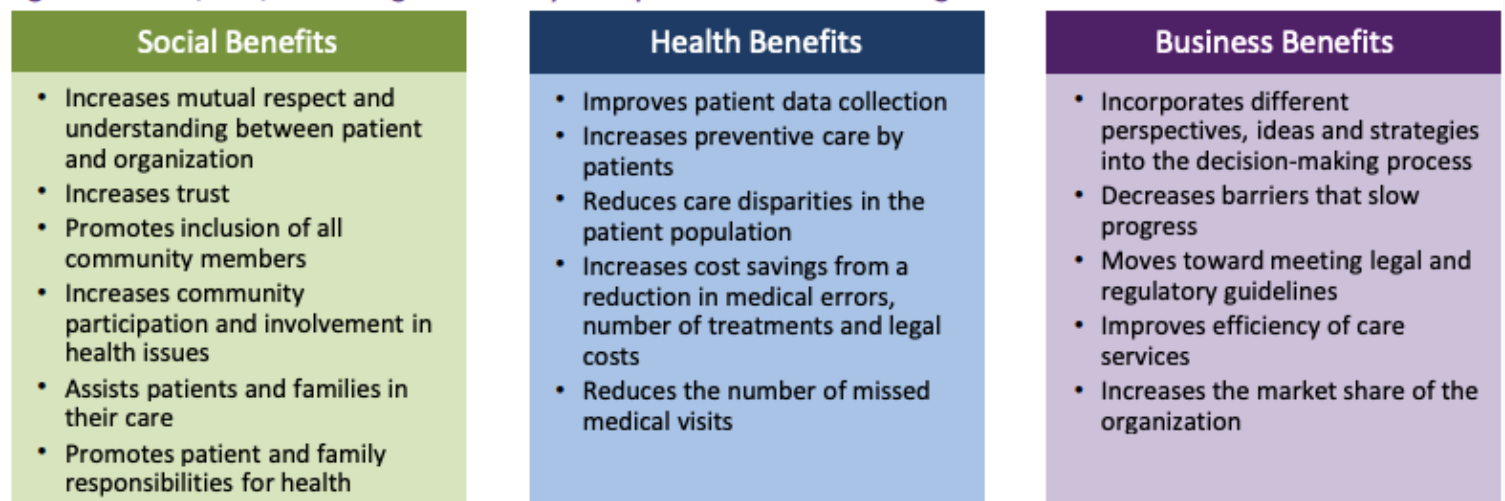 Social Benefits
• Increases mutual respect and
understanding between patient
and organization
• Increases trust
• Promotes inclusion of all
community members
• Increases community
participation and involvement in
health issues
• Assists patients and families in
their care
• Promotes patient and family
responsibilities for health
Health Benefits
• Improves patient data collection
• Increases preventive care by
patients
• Reduces care disparities in the
patient population
• Increases cost savings from a
reduction in medical errors,
number of treatments and legal
costs
• Reduces the number of missed
medical visits
Business Benefits
• Incorporates different
perspectives, ideas and strategies
into the decision-making process
• Decreases barriers that slow
progress
• Moves toward meeting legal and
regulatory guidelines
• Improves efficiency of care
services
• Increases the market share of the
organization